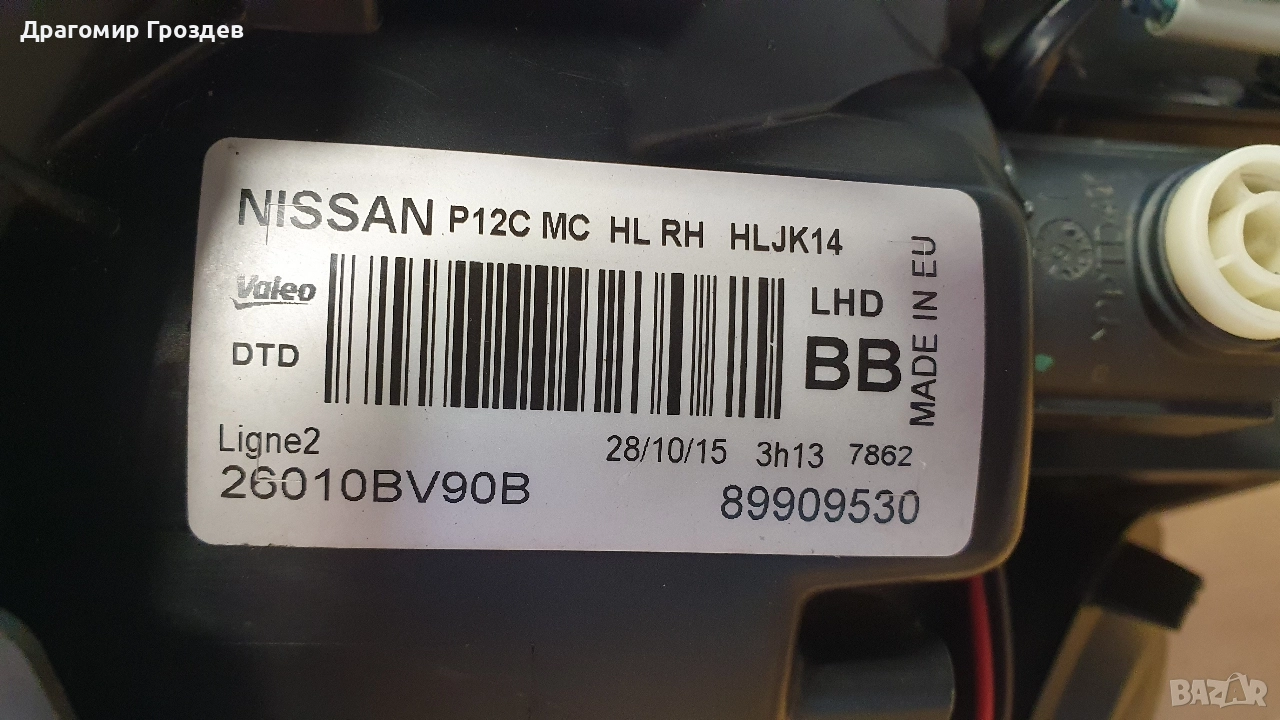 Драгомир Гроздев
NISSAN P12C MC HL RH HLJK14
Valeo
LHD
DTD
BB
MADE IN EU
Ligne2
28/10/15 3h13 7862
26010BV90B
89909530
BAZAR